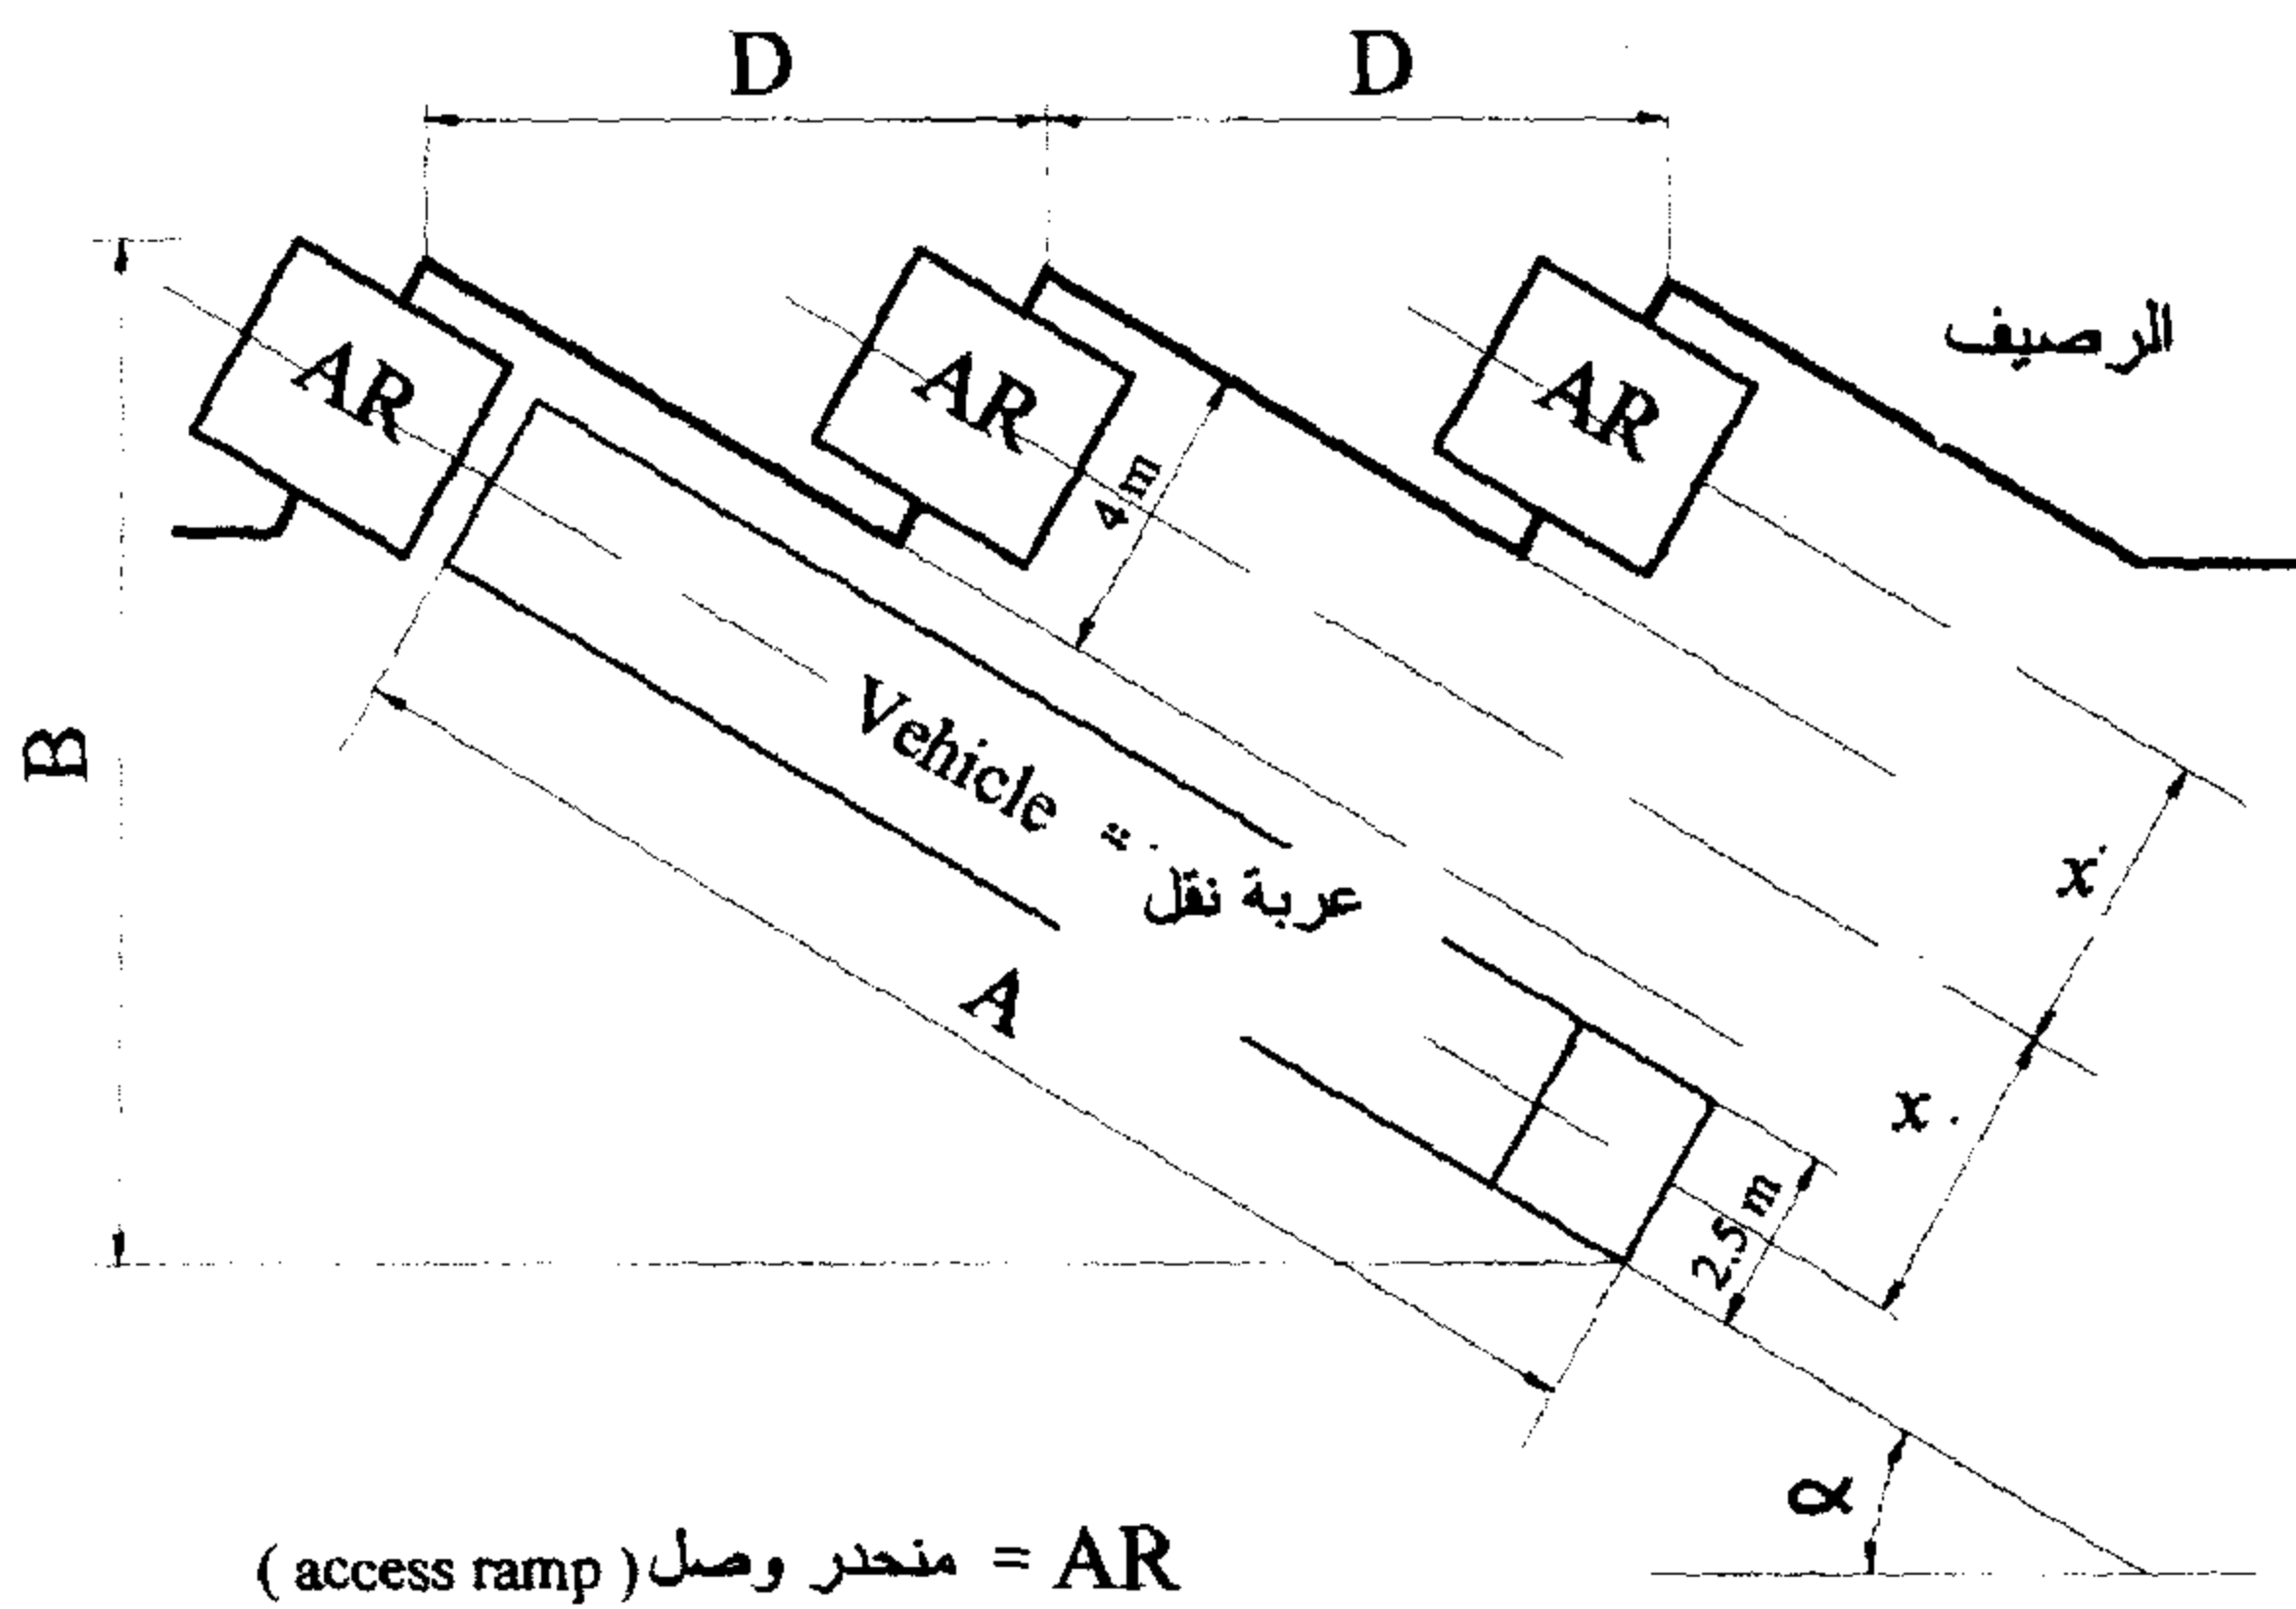 D
D
AR
AR
AR
الرصيف
4 m
B
Vehicle =
عربة نقل
A
x
x
2.5 m
α
AR = منحدر وصل ( access ramp )